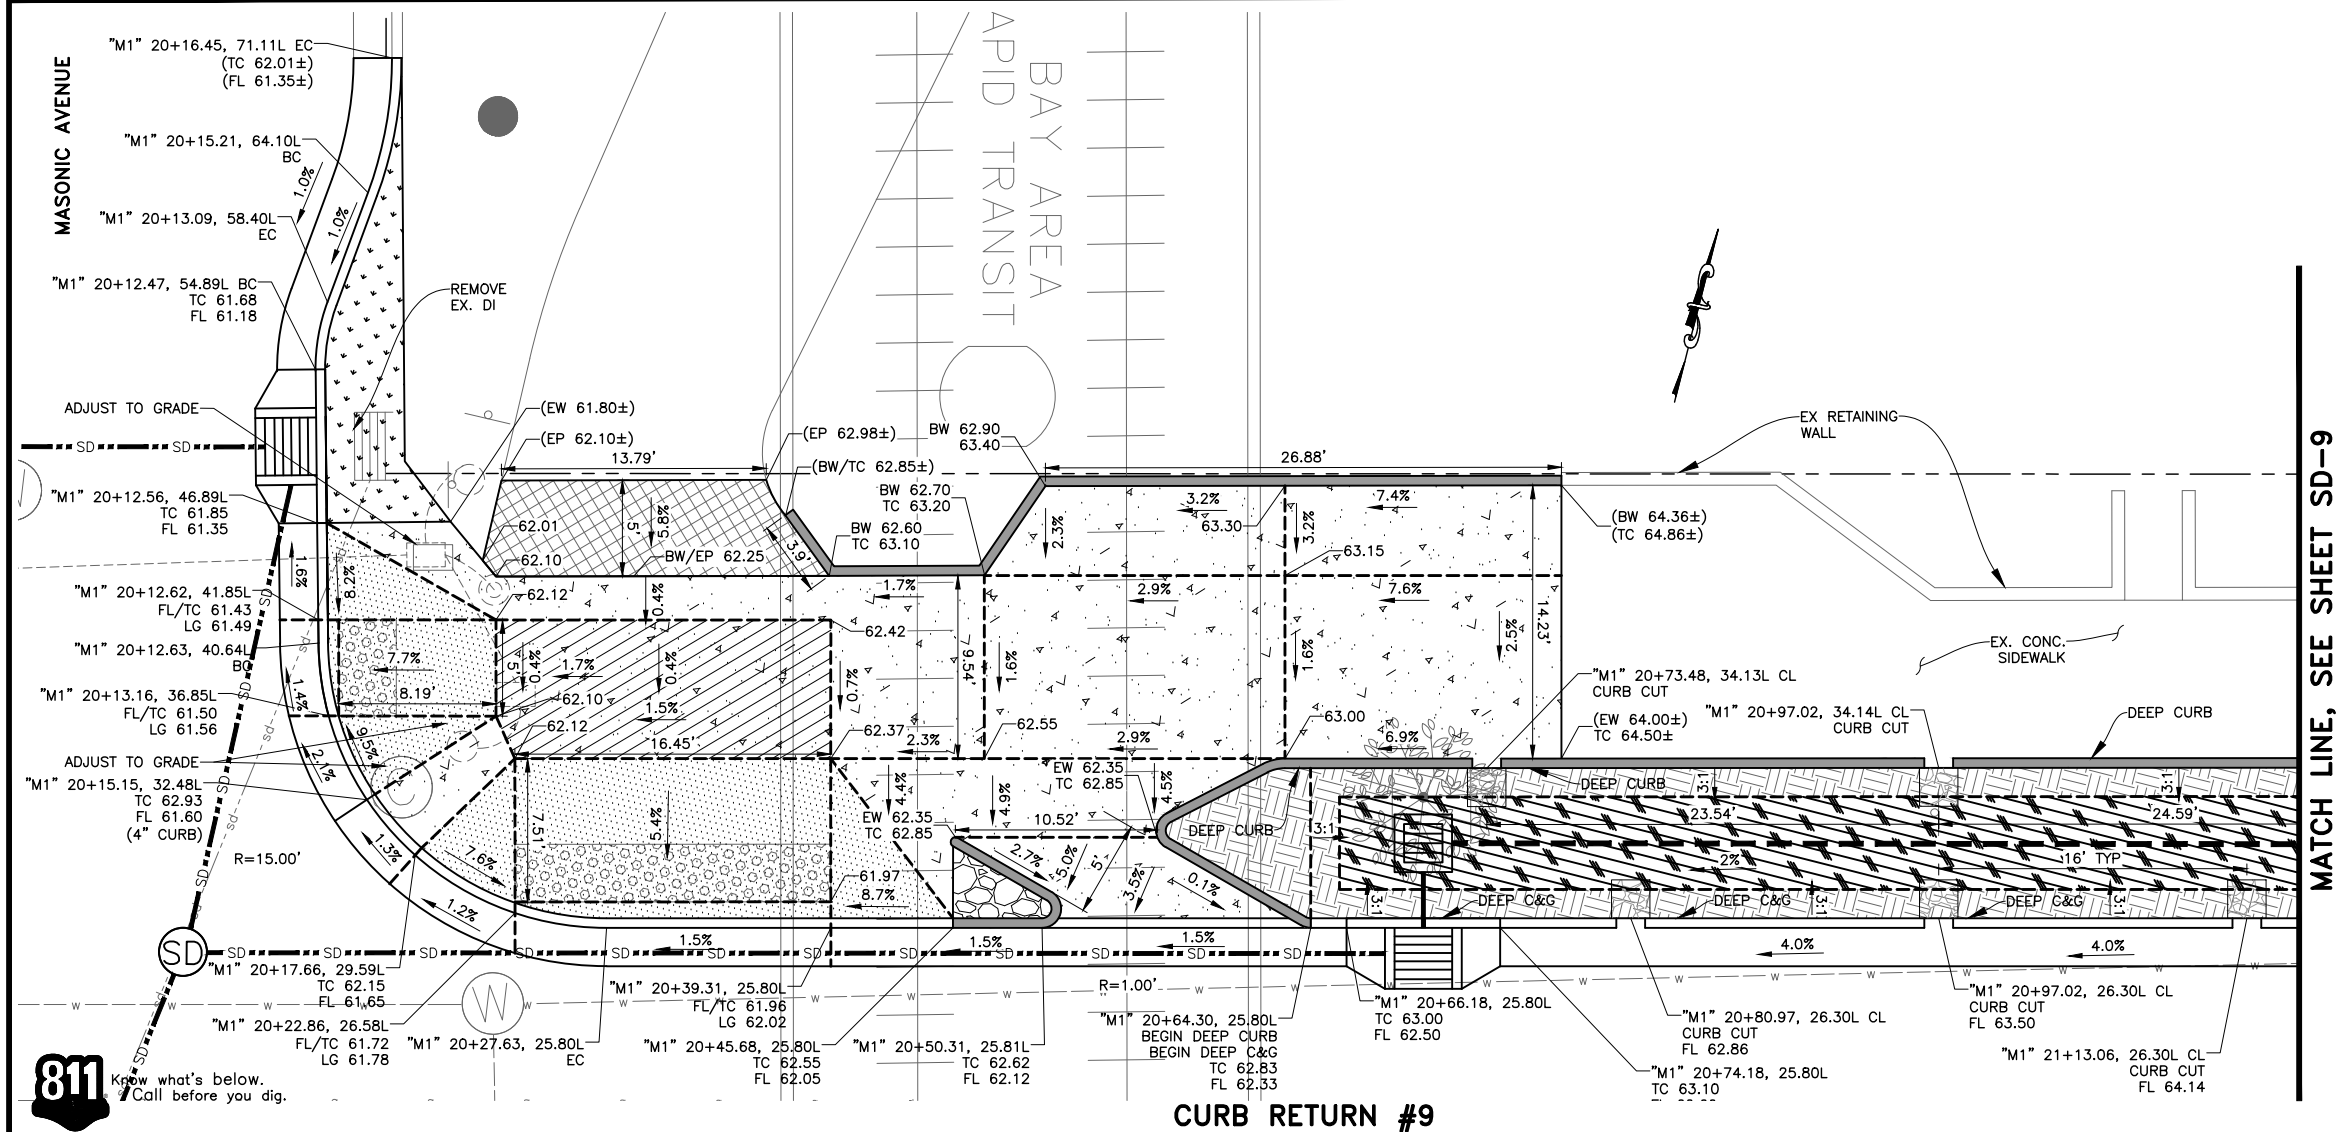 MASONIC AVENUE
"M1" 20+16.45, 71.11L EC
(TC 62.01±)
(FL 61.35±)
"M1" 20+15.21, 64.10L
BC
1.0%
1.0%
"M1" 20+13.09, 58.40L
EC
"M1" 20+12.47, 54.89L BC
TC 61.68
FL 61.18
REMOVE
EX. DI
BAY AREA
APID TRANSIT
ADJUST TO GRADE
SD
SD
"M1" 20+12.56, 46.89L
TC 61.85
FL 61.35
(EW 61.80±)
(EP 62.10±)
13.79'
(EP 62.98±)
(BW/TC 62.85±)
BW 62.90
63.40
BW 62.70
TC 63.20
BW 62.60
TC 63.10
26.88'
EX RETAINING
WALL
3.2%
7.4%
63.30
2.3%
3.2%
63.15
(BW 64.36±)
(TC 64.86±)
62.01
62.10
5'
5.8%
BW/EP 62.25
3.9'
1.6%
8.2%
"M1" 20+12.62, 41.85L
FL/TC 61.43
LG 61.49
"M1" 20+12.63, 40.64L
BC
62.12
0.4%
1.7%
2.9%
7.6%
62.42
9.54'
1.6%
1.6%
2.5%
14.23'
EX. CONC.
SIDEWALK
7.7%
8.19'
5'
0.4%
1.7%
0.4%
0.7%
62.10
1.5%
1.4%
"M1" 20+13.16, 36.85L
FL/TC 61.50
LG 61.56
62.12
16.45'
62.37
2.3%
62.55
2.9%
63.00
6.9%
"M1" 20+73.48, 34.13L CL
CURB CUT
"M1" 20+97.02, 34.14L CL
CURB CUT
(EW 64.00±)
TC 64.50±
DEEP CURB
ADJUST TO GRADE
9.5%
2.1%
"M1" 20+15.15, 32.48L
TC 62.93
FL 61.60
(4" CURB)
R=15.00'
1.3%
7.6%
1.2%
7.51'
5.4%
4.4%
4.9%
4.5%
EW 62.35
TC 62.85
EW 62.35
TC 62.85
10.52'
2.7%
5.0%
5'
3.5%
0.1%
61.97
8.7%
DEEP CURB
DEEP CURB
3:1
3:1
3:1
23.54'
24.59'
2%
16' TYP
3:1
3:1
3:1
DEEP C&G
DEEP C&G
DEEP C&G
1.5%
1.5%
1.5%
4.0%
4.0%
SD
SD SD SD SD SD SD SD SD SD SD SD SD
sd
W
"M1" 20+17.66, 29.59L
TC 62.15
FL 61.65
"M1" 20+22.86, 26.58L
FL/TC 61.72
LG 61.78
"M1" 20+27.63, 25.80L
EC
"M1" 20+39.31, 25.80L
FL/TC 61.96
LG 62.02
"M1" 20+45.68, 25.80L
TC 62.55
FL 62.05
"M1" 20+50.31, 25.81L
TC 62.62
FL 62.12
R=1.00'
"M1" 20+64.30, 25.80L
BEGIN DEEP CURB
BEGIN DEEP C&G
TC 62.83
FL 62.33
"M1" 20+66.18, 25.80L
TC 63.00
FL 62.50
"M1" 20+74.18, 25.80L
TC 63.10
"M1" 20+80.97, 26.30L CL
CURB CUT
FL 62.86
"M1" 20+97.02, 26.30L CL
CURB CUT
FL 63.50
"M1" 21+13.06, 26.30L CL
CURB CUT
FL 64.14
811
Know what's below.
Call before you dig.
CURB RETURN #9
MATCH LINE, SEE SHEET SD-9